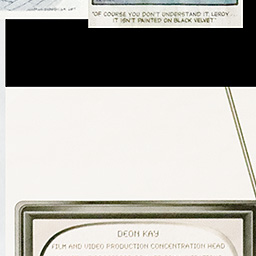 "OF COURSE YOU DON'T UNDERSTAND IT, LEROY...
IT ISN'T PAINTED ON BLACK VELVET"
DEON KAY
FILM AND VIDEO PRODUCTION CONCENTRATION HEAD